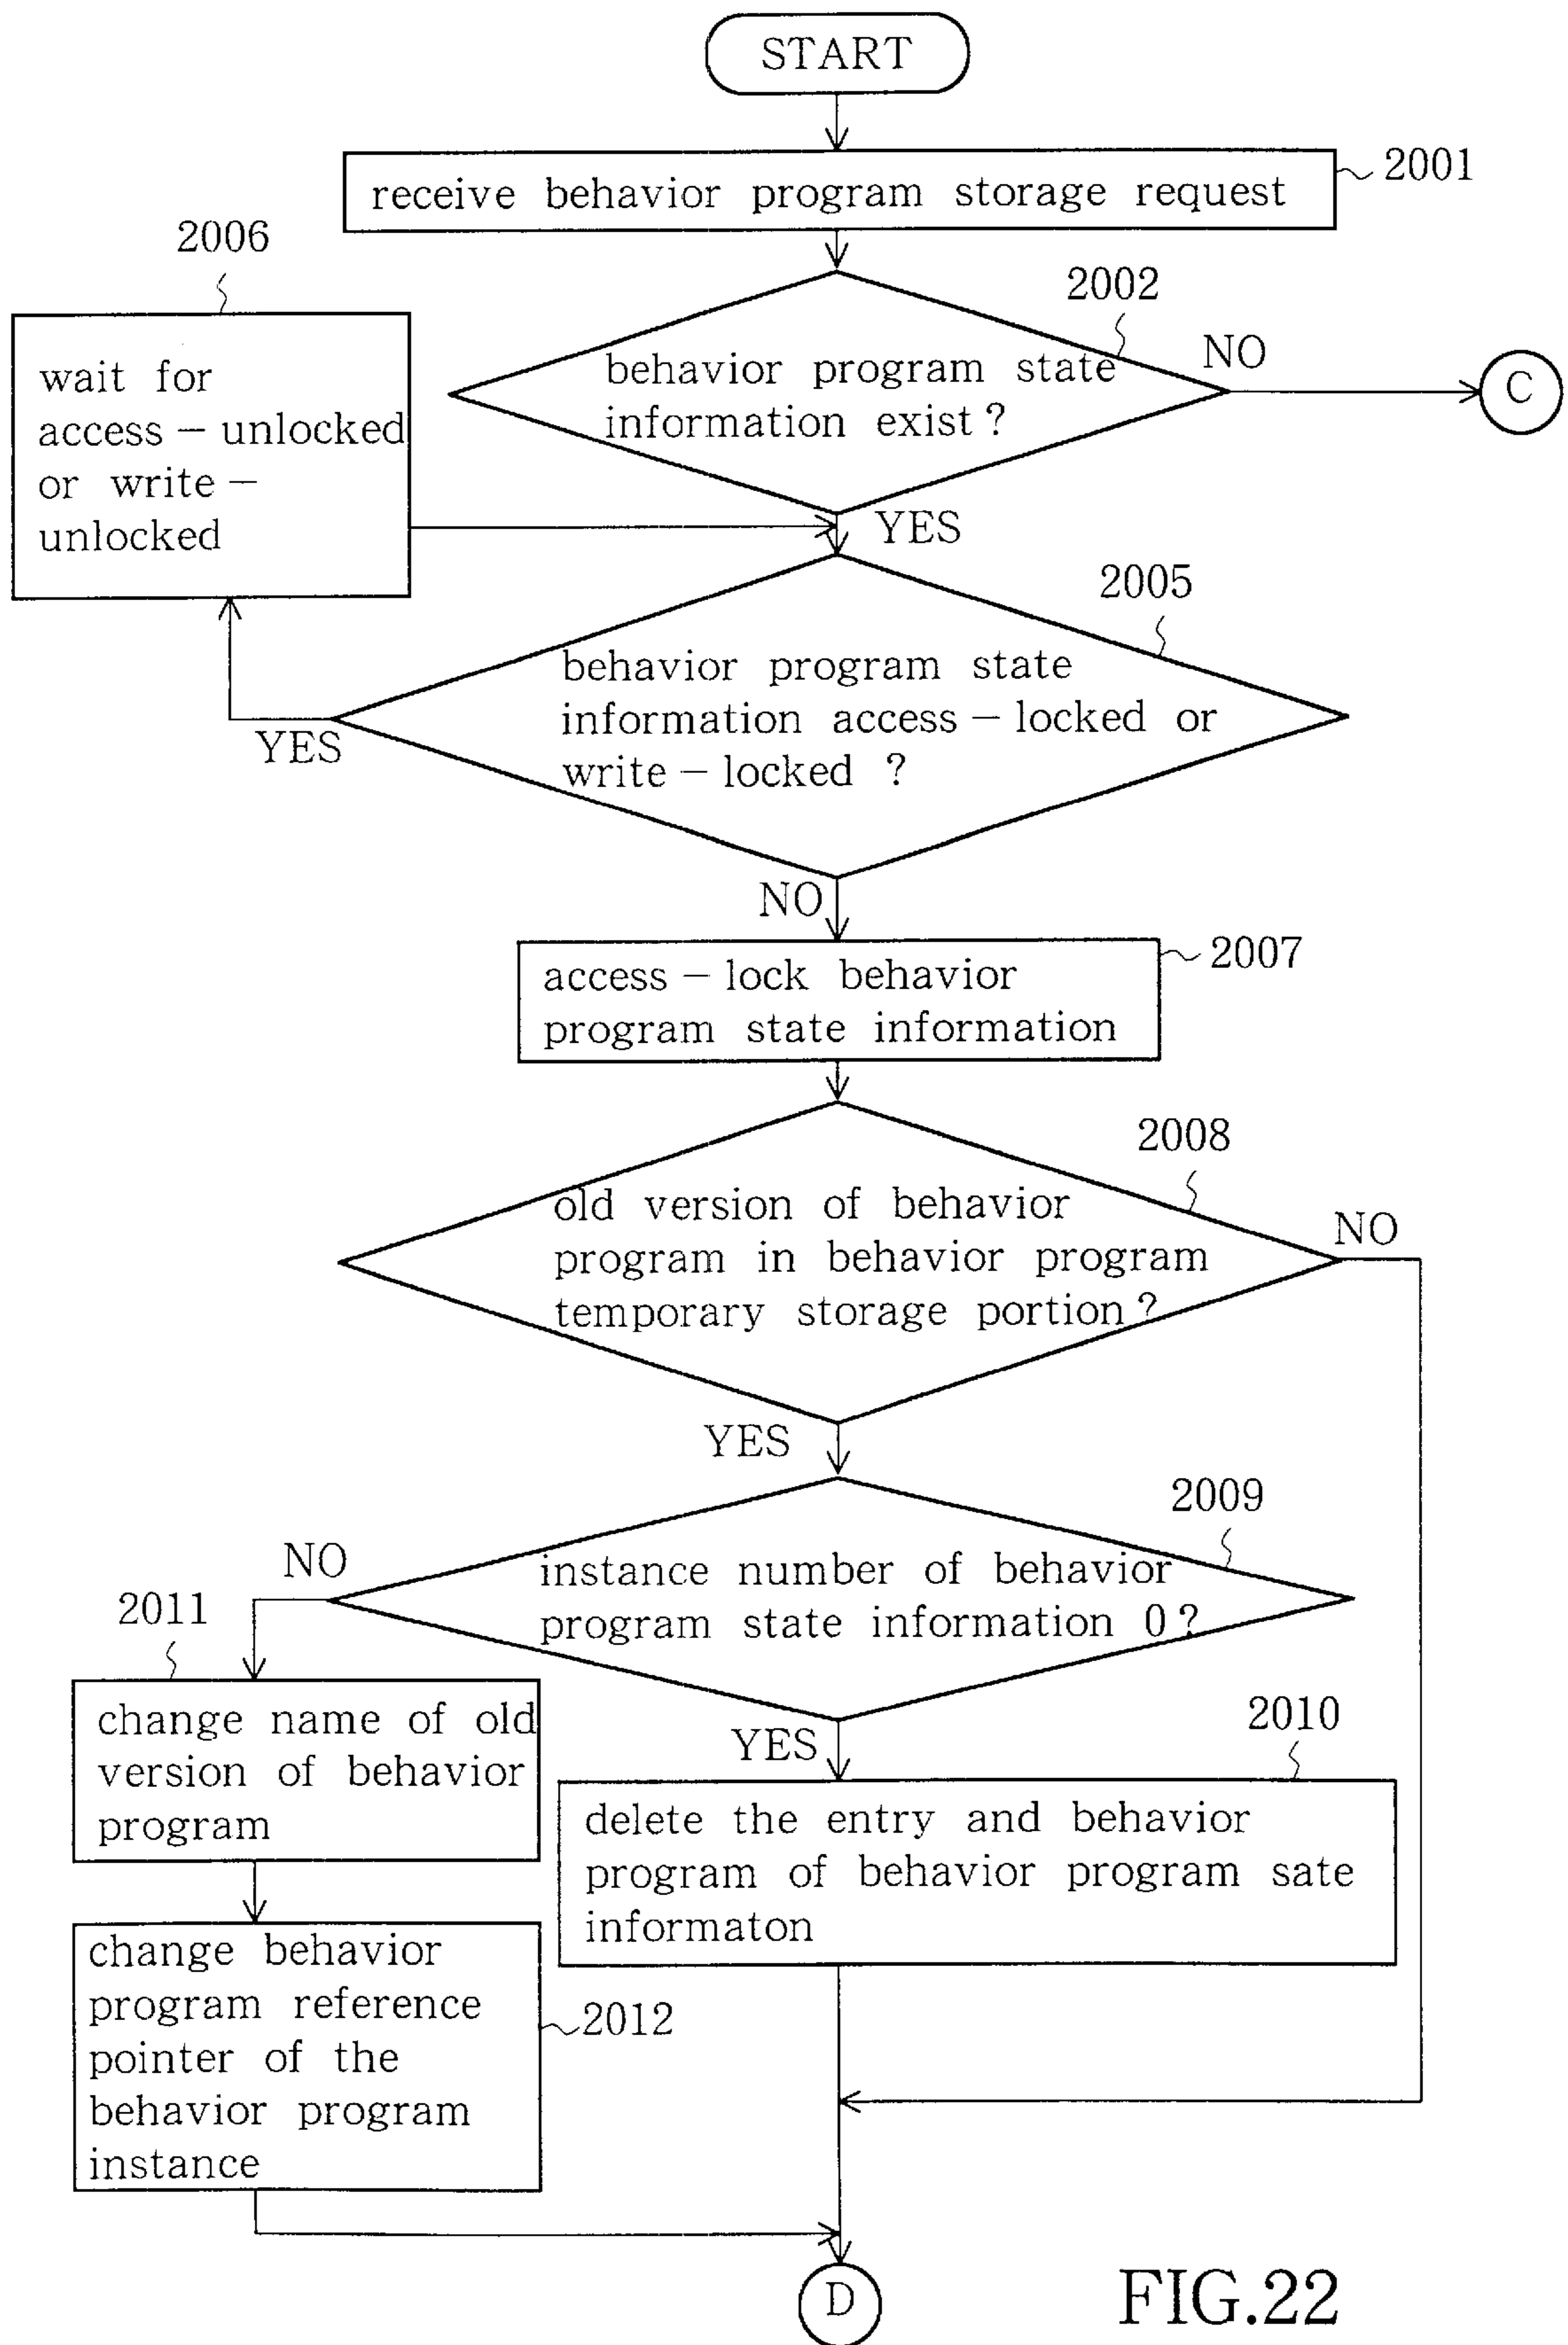 START
receive behavior program storage request
2001
2006
2002
behavior program state
information exist ?
NO
C
wait for
access – unlocked
or write –
unlocked
YES
2005
behavior program state
information access – locked or
write – locked ?
YES
NO
2007
access – lock behavior
program state information
2008
old version of behavior
program in behavior program
temporary storage portion ?
NO
YES
2009
instance number of behavior
program state information 0 ?
NO
2011
change name of old
version of behavior
program
YES
2010
delete the entry and behavior
program of behavior program sate
informaton
change behavior
program reference
pointer of the
behavior program
instance
2012
D
FIG.22